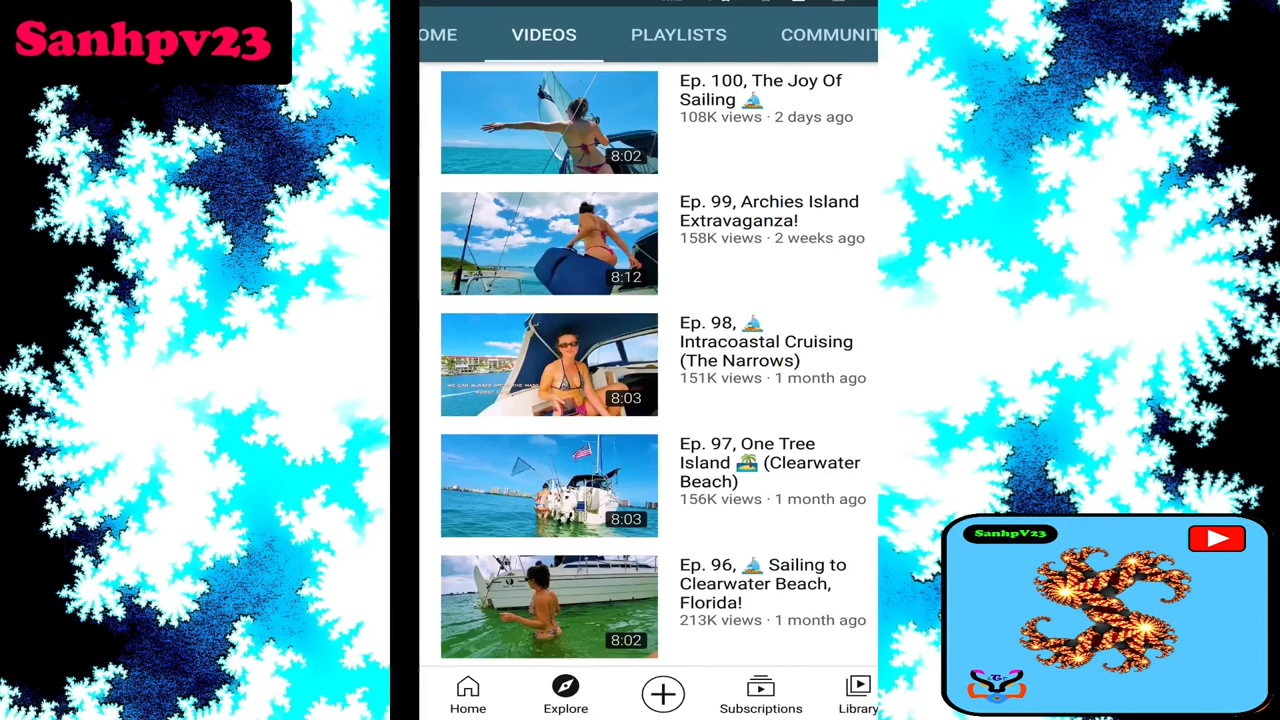 Sanhpv23
OME VIDEOS PLAYLISTS COMMUNIT
Ep. 100, The Joy Of
Sailing ⛵
108K views · 2 days ago
8:02
Ep. 99, Archies Island
Extravaganza!
158K views · 2 weeks ago
8:12
Ep. 98, ⛵
Intracoastal Cruising
(The Narrows)
151K views · 1 month ago
WE CAN ALWAYS
8:03
Ep. 97, One Tree
Island 🏝️ (Clearwater
Beach)
156K views · 1 month ago
8:03
Ep. 96, ⛵ Sailing to
Clearwater Beach,
Florida!
213K views · 1 month ago
8:02
Home Explore Subscriptions Library
SanhpV23